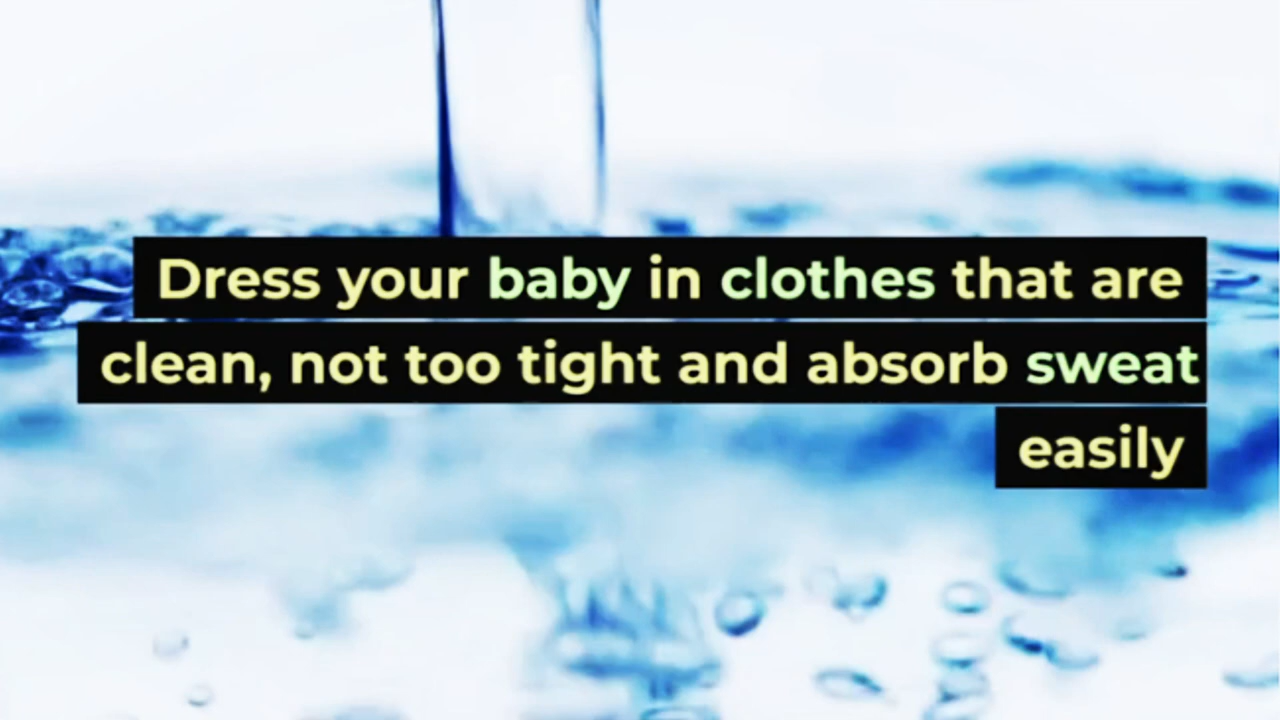 Dress your baby in clothes that are
clean, not too tight and absorb sweat
easily